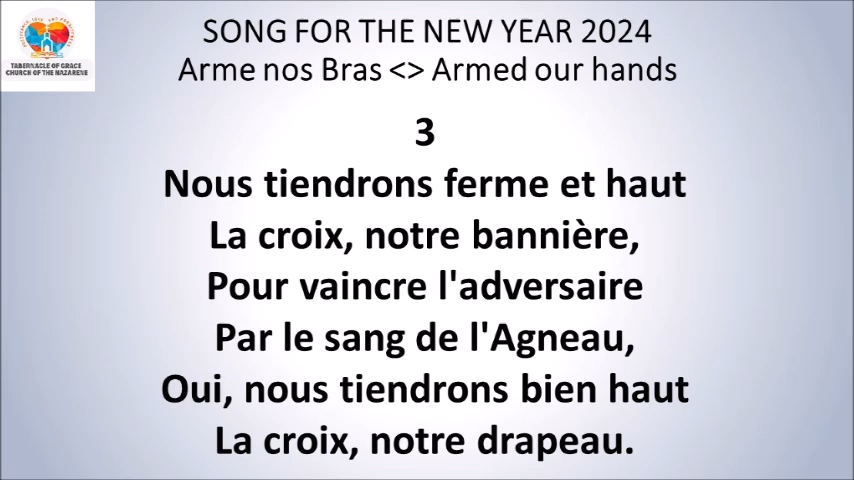 TABERNACLE OF GRACE
CHURCH OF THE NAZARENE
SONG FOR THE NEW YEAR 2024
Arme nos Bras <> Armed our hands
3
Nous tiendrons ferme et haut
La croix, notre bannière,
Pour vaincre l'adversaire
Par le sang de l'Agneau,
Oui, nous tiendrons bien haut
La croix, notre drapeau.